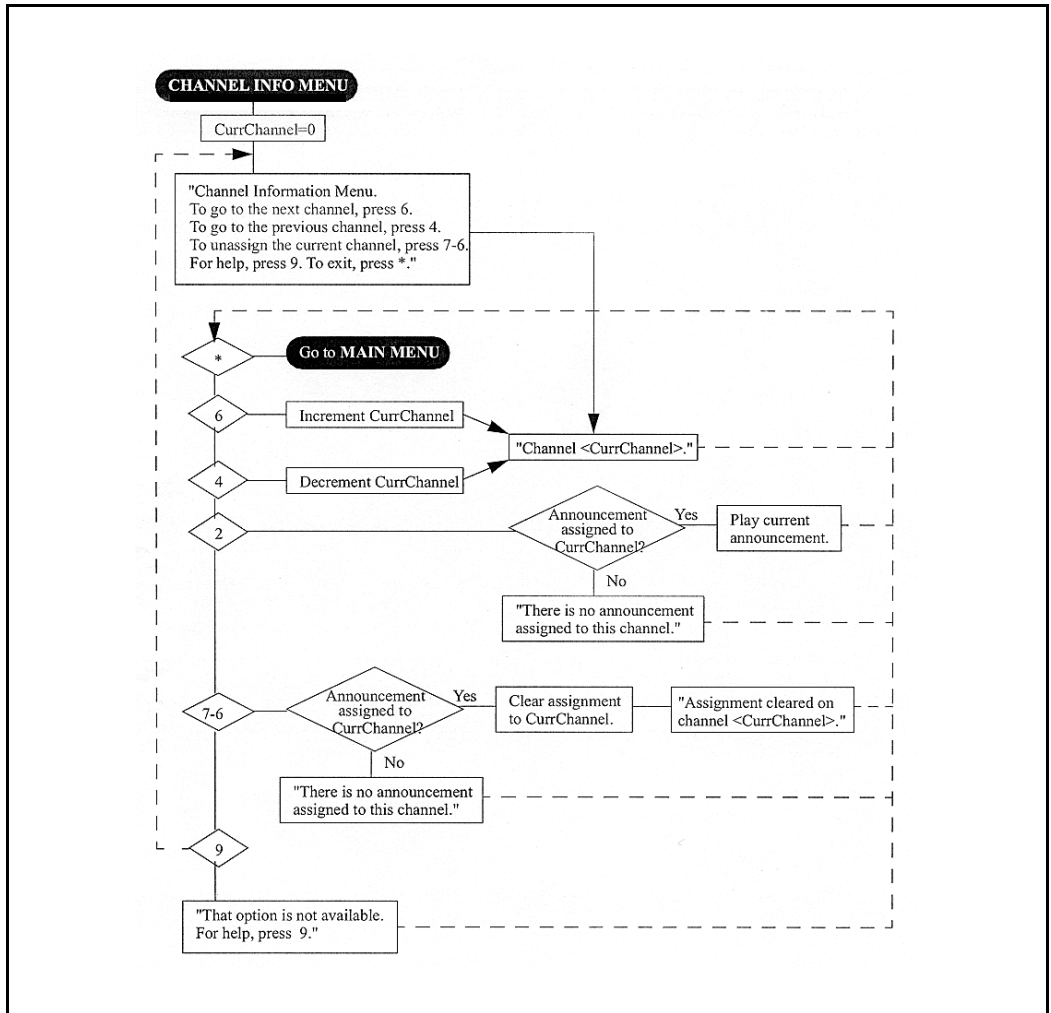 CHANNEL INFO MENU
CurrChannel=0
"Channel Information Menu.
To go to the next channel, press 6.
To go to the previous channel, press 4.
To unassign the current channel, press 7-6.
For help, press 9. To exit, press *."
*
Go to MAIN MENU
6
Increment CurrChannel
"Channel <CurrChannel>."
4
Decrement CurrChannel
2
Announcement
assigned to
CurrChannel?
Yes
Play current
announcement.
No
"There is no announcement
assigned to this channel."
7-6
Announcement
assigned to
CurrChannel?
Yes
Clear assignment
to CurrChannel.
"Assignment cleared on
channel <CurrChannel>."
No
"There is no announcement
assigned to this channel."
9
"That option is not available.
For help, press 9."